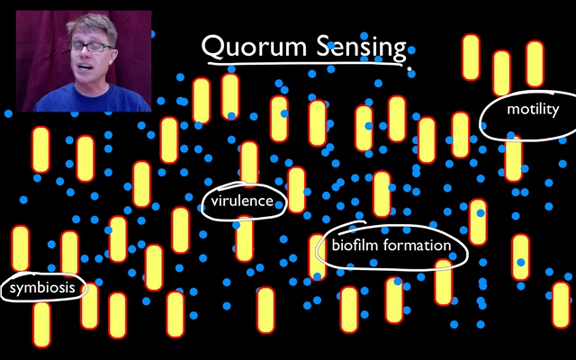 Quorum Sensing
motility
virulence
biofilm formation
symbiosis